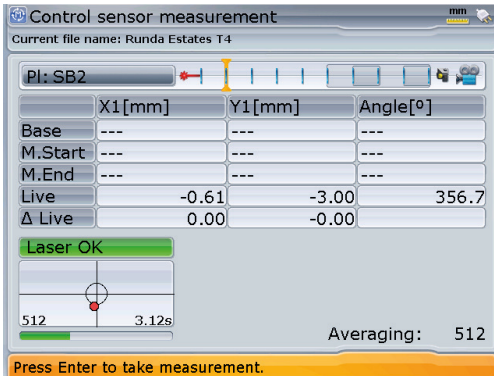 Control sensor measurement mm
Current file name: Runda Estates T4
Pl: SB2
X1[mm] Y1[mm] Angle[º]
Base --- --- ---
M.Start --- --- ---
M.End --- --- ---
Live -0.61 -3.00 356.7
Δ Live 0.00 -0.00
Laser OK
512 3.12s
Averaging: 512
Press Enter to take measurement.